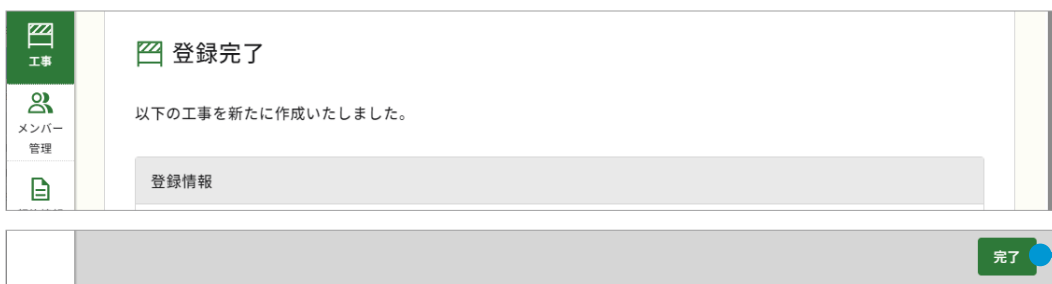 工事
登録完了
以下の工事を新たに作成いたしました。
メンバー
管理
登録情報
完了